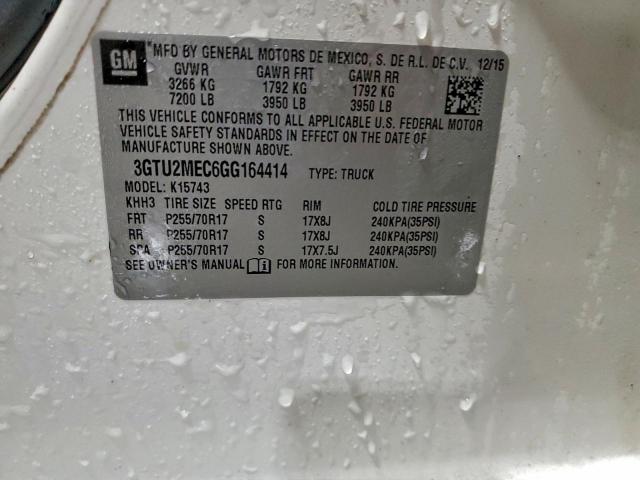 GM *MFD BY GENERAL MOTORS DE MEXICO, S. DE R.L. DE C.V. 12/15
GVWR GAWR FRT GAWR RR
3266 KG 1792 KG 1792 KG
7200 LB 3950 LB 3950 LB
THIS VEHICLE CONFORMS TO ALL APPLICABLE U.S. FEDERAL MOTOR
VEHICLE SAFETY STANDARDS IN EFFECT ON THE DATE OF
MANUFACTURE SHOWN ABOVE.
3GTU2MEC6GG164414 TYPE: TRUCK
MODEL: K15743
KHH3 TIRE SIZE SPEED RTG RIM COLD TIRE PRESSURE
FRT P255/70R17 S 17X8J 240KPA(35PSI)
RR P255/70R17 S 17X8J 240KPA(35PSI)
SPA P255/70R17 S 17X7.5J 240KPA(35PSI)
SEE OWNER'S MANUAL FOR MORE INFORMATION.